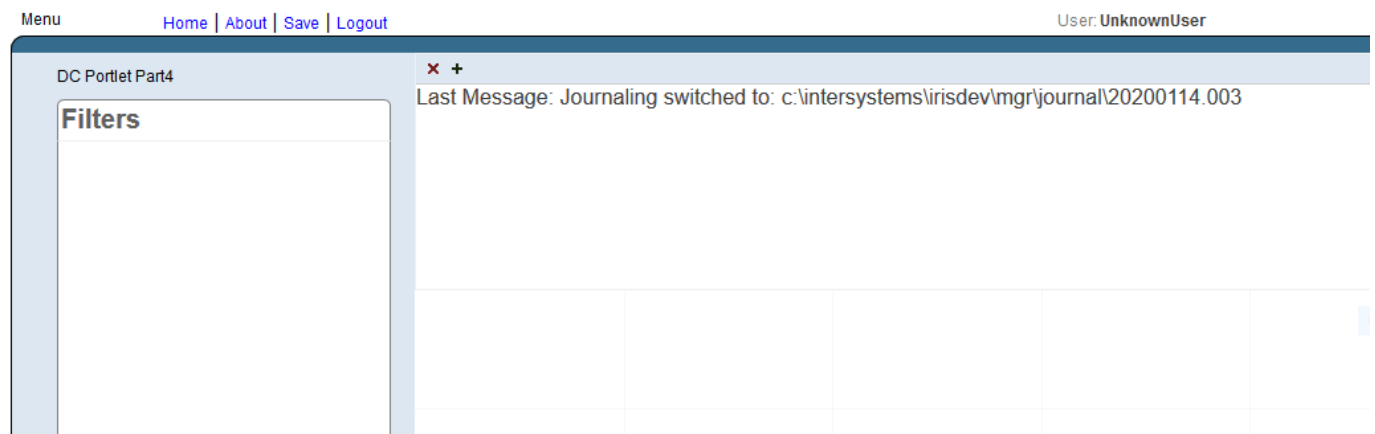 Menu Home | About | Save | Logout User: UnknownUser
DC Portlet Part4
Filters
Last Message: Journaling switched to: c:\intersystems\irisdev\mgr\journal\20200114.003